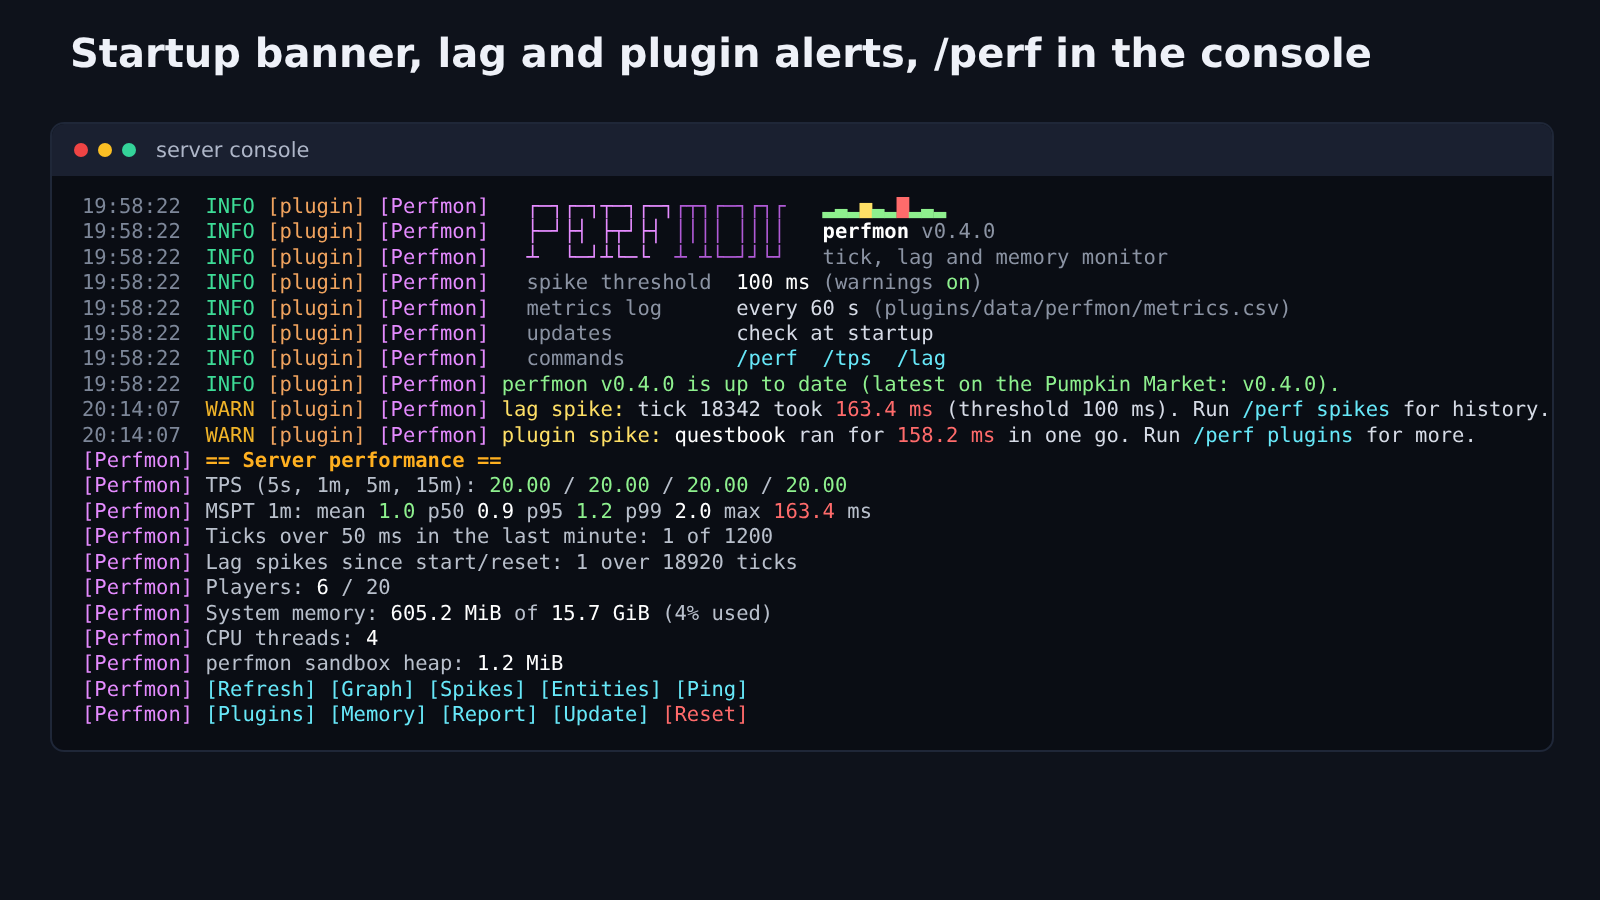 Startup banner, lag and plugin alerts, /perf in the console
server console
19:58:22 INFO [plugin] [Perfmon]
19:58:22 INFO [plugin] [Perfmon] perfmon v0.4.0
19:58:22 INFO [plugin] [Perfmon] tick, lag and memory monitor
19:58:22 INFO [plugin] [Perfmon] spike threshold 100 ms (warnings on)
19:58:22 INFO [plugin] [Perfmon] metrics log every 60 s (plugins/data/perfmon/metrics.csv)
19:58:22 INFO [plugin] [Perfmon] updates check at startup
19:58:22 INFO [plugin] [Perfmon] commands /perf /tps /lag
19:58:22 INFO [plugin] [Perfmon] perfmon v0.4.0 is up to date (latest on the Pumpkin Market: v0.4.0).
20:14:07 WARN [plugin] [Perfmon] lag spike: tick 18342 took 163.4 ms (threshold 100 ms). Run /perf spikes for history.
20:14:07 WARN [plugin] [Perfmon] plugin spike: questbook ran for 158.2 ms in one go. Run /perf plugins for more.
[Perfmon] == Server performance ==
[Perfmon] TPS (5s, 1m, 5m, 15m): 20.00 / 20.00 / 20.00 / 20.00
[Perfmon] MSPT 1m: mean 1.0 p50 0.9 p95 1.2 p99 2.0 max 163.4 ms
[Perfmon] Ticks over 50 ms in the last minute: 1 of 1200
[Perfmon] Lag spikes since start/reset: 1 over 18920 ticks
[Perfmon] Players: 6 / 20
[Perfmon] System memory: 605.2 MiB of 15.7 GiB (4% used)
[Perfmon] CPU threads: 4
[Perfmon] perfmon sandbox heap: 1.2 MiB
[Perfmon] [Refresh] [Graph] [Spikes] [Entities] [Ping]
[Perfmon] [Plugins] [Memory] [Report] [Update] [Reset]